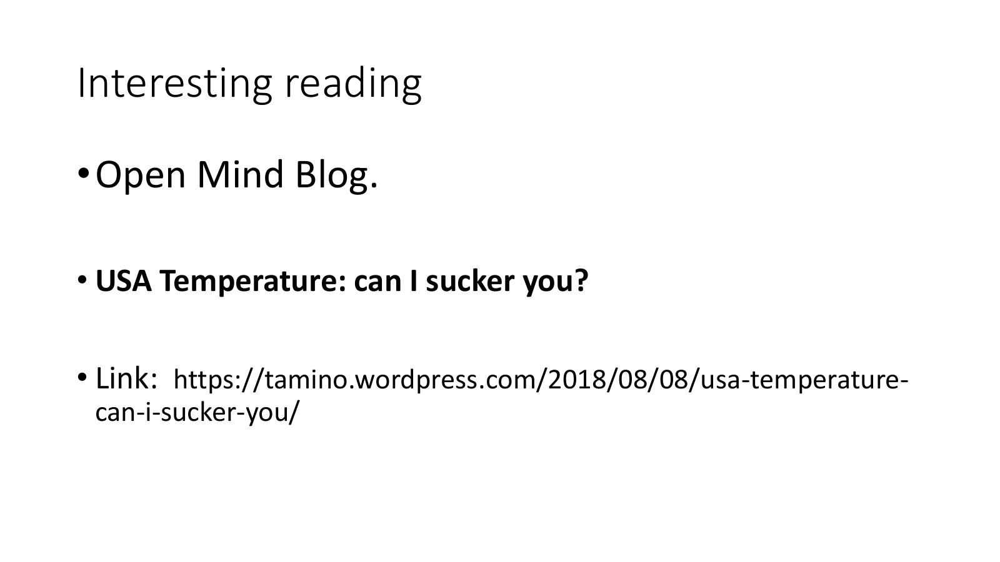 Interesting reading
•Open Mind Blog.
• USA Temperature: can I sucker you?
• Link:  https://tamino.wordpress.com/2018/08/08/usa-temperature-
can-i-sucker-you/